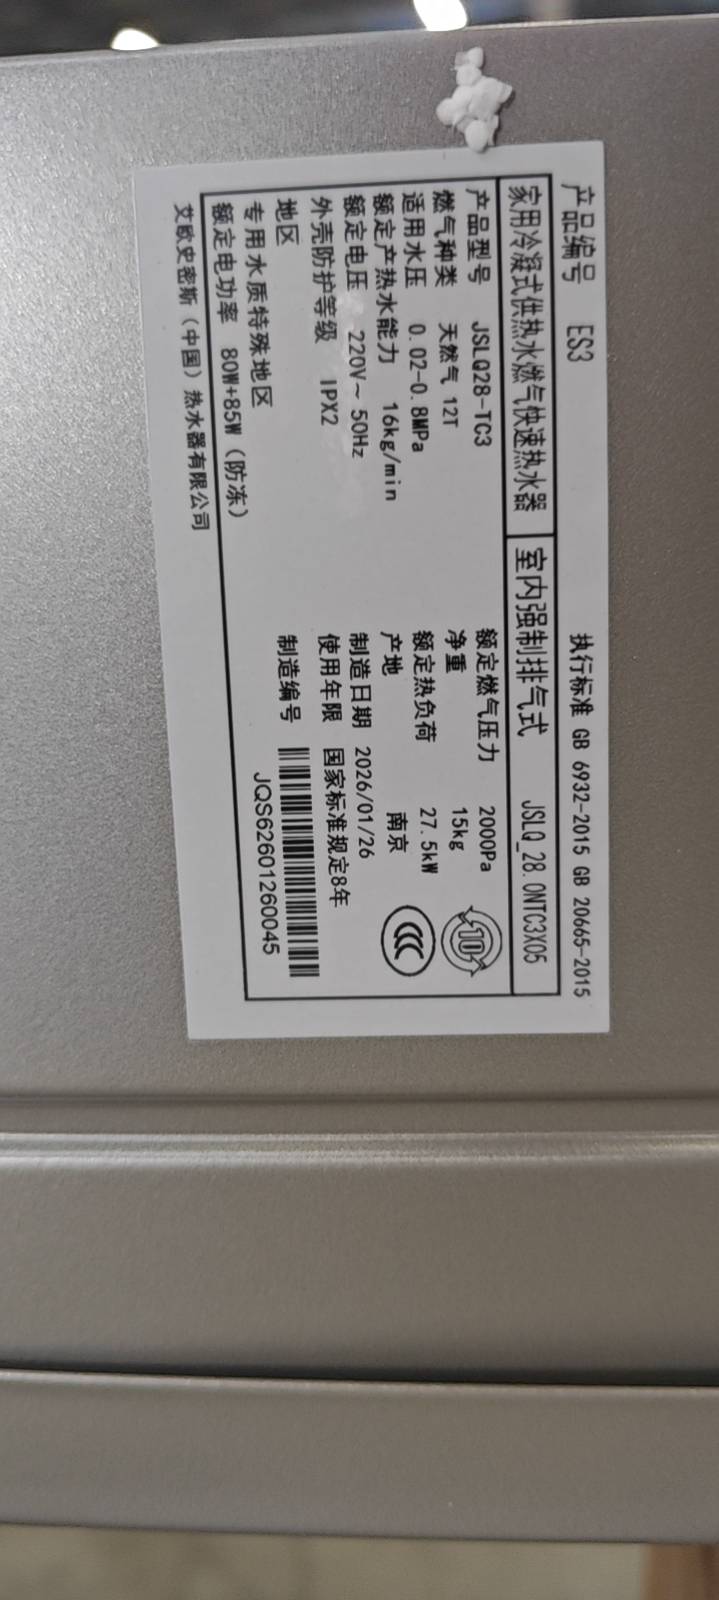 产品编号 ES3 执行标准 GB 6932-2015 GB 20665-2015
家用冷凝式供热水燃气快速热水器 室内强制排气式 JSLQ_28.0NTC3X05
产品型号 JSLQ28-TC3 额定燃气压力 2000Pa
燃气种类 天然气 12T 净重 15kg
适用水压 0.02-0.8MPa 额定热负荷 27.5kW
额定产热水能力 16kg/min 产地 南京
额定电压 220V~ 50Hz 制造日期 2026/01/26
外壳防护等级 IPX2 使用年限 国家标准规定8年
地区 制造编号
专用水质特殊地区 JQS62601260045
额定电功率 80W+85W（防冻）
艾欧史密斯（中国）热水器有限公司
10
CCC